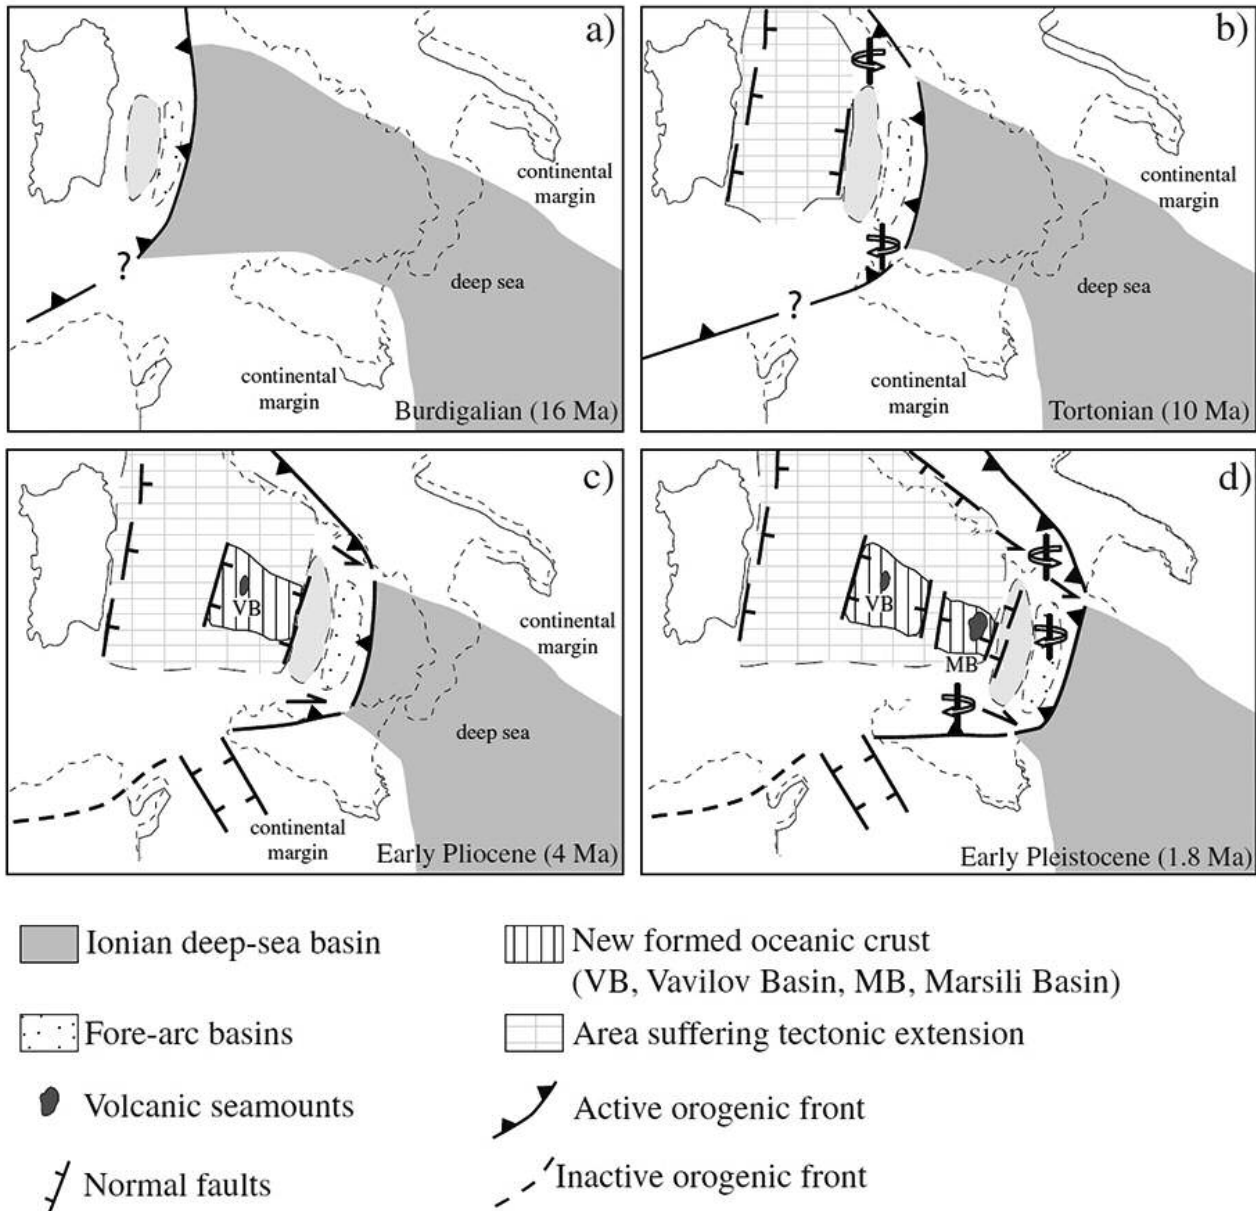 a)
continental
margin
?
deep sea
continental
margin
Burdigalian (16 Ma)
b)
continental
margin
deep sea
?
continental
margin
Tortonian (10 Ma)
c)
VB
continental
margin
deep sea
continental
margin
Early Pliocene (4 Ma)
d)
VB
MB
Early Pleistocene (1.8 Ma)
Ionian deep-sea basin
Fore-arc basins
Volcanic seamounts
Normal faults
New formed oceanic crust
(VB, Vavilov Basin, MB, Marsili Basin)
Area suffering tectonic extension
Active orogenic front
Inactive orogenic front